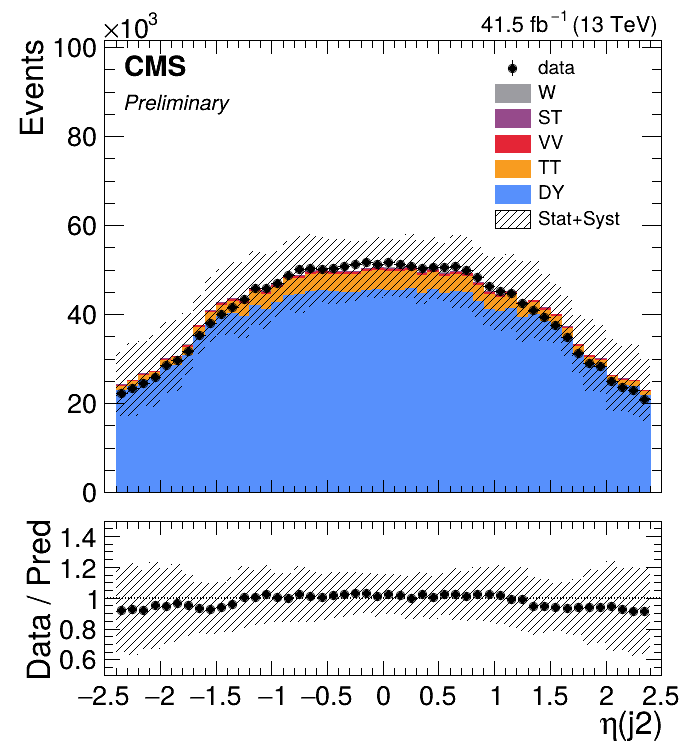 ×10³ 41.5 fb⁻¹ (13 TeV)
CMS
Preliminary
Events
100
80
60
40
20
0
data
W
ST
VV
TT
DY
Stat+Syst
Data / Pred
1.4
1.2
1
0.8
0.6
−2.5 −2 −1.5 −1 −0.5 0 0.5 1 1.5 2 2.5
η(j2)